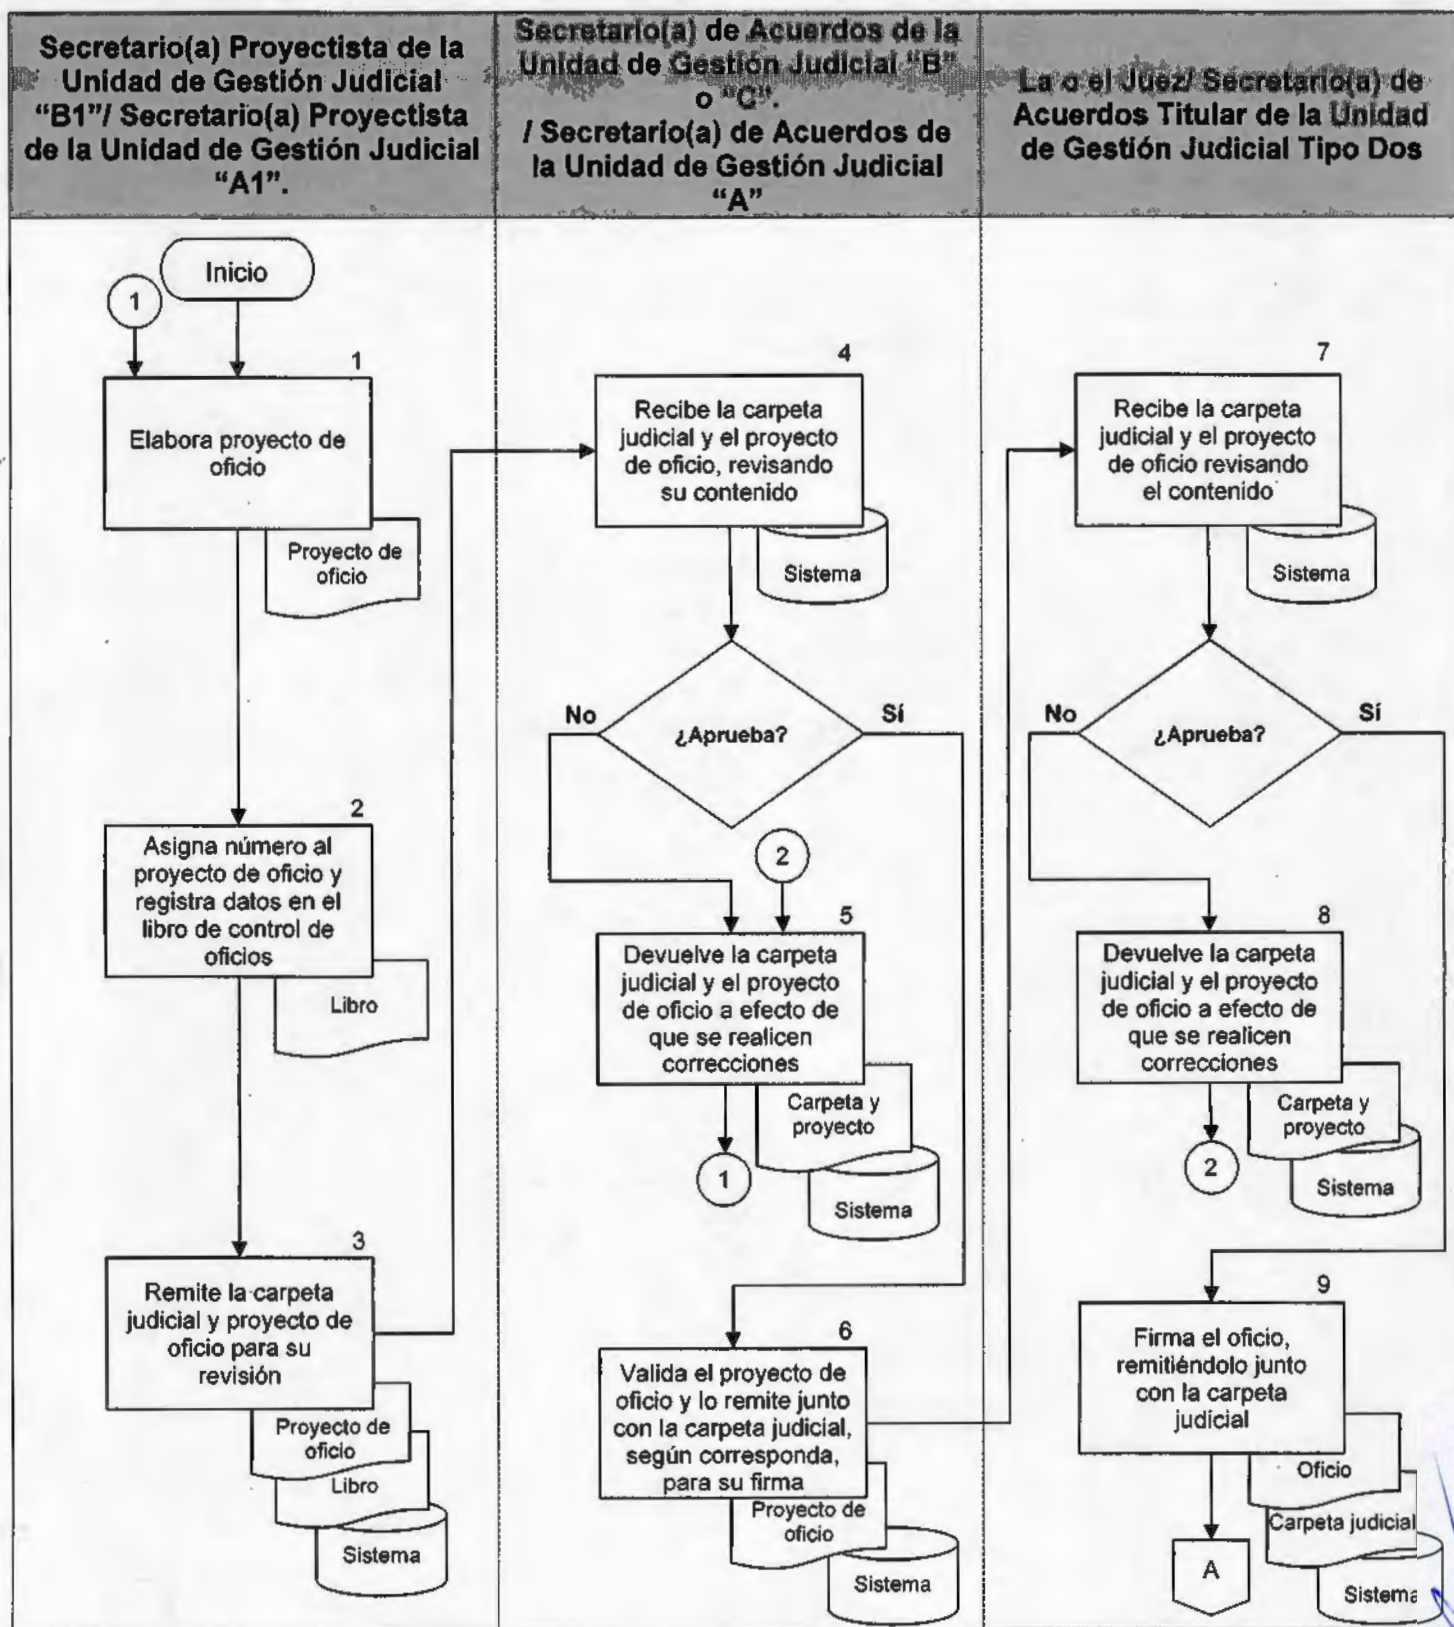 Secretario(a) Proyectista de la
Unidad de Gestión Judicial
“B1”/ Secretario(a) Proyectista
de la Unidad de Gestión Judicial
“A1”.
Secretario(a) de Acuerdos de la
Unidad de Gestión Judicial “B”
o “C”.
/ Secretario(a) de Acuerdos de
la Unidad de Gestión Judicial
“A”
La o el Juez/ Secretario(a) de
Acuerdos Titular de la Unidad
de Gestión Judicial Tipo Dos
Inicio
1
1
Elabora proyecto de
oficio
Proyecto de
oficio
2
Asigna número al
proyecto de oficio y
registra datos en el
libro de control de
oficios
Libro
3
Remite la carpeta
judicial y proyecto de
oficio para su
revisión
Proyecto de
oficio
Libro
Sistema
4
Recibe la carpeta
judicial y el proyecto
de oficio, revisando
su contenido
Sistema
No
¿Aprueba?
Sí
2
5
Devuelve la carpeta
judicial y el proyecto
de oficio a efecto de
que se realicen
correcciones
Carpeta y
proyecto
1
Sistema
6
Valida el proyecto de
oficio y lo remite junto
con la carpeta judicial,
según corresponda,
para su firma
Proyecto de
oficio
Sistema
7
Recibe la carpeta
judicial y el proyecto
de oficio revisando
el contenido
Sistema
No
¿Aprueba?
Sí
8
Devuelve la carpeta
judicial y el proyecto
de oficio a efecto de
que se realicen
correcciones
Carpeta y
proyecto
2
Sistema
9
Firma el oficio,
remitiéndolo junto
con la carpeta
judicial
Oficio
Carpeta judicial
A
Sistema